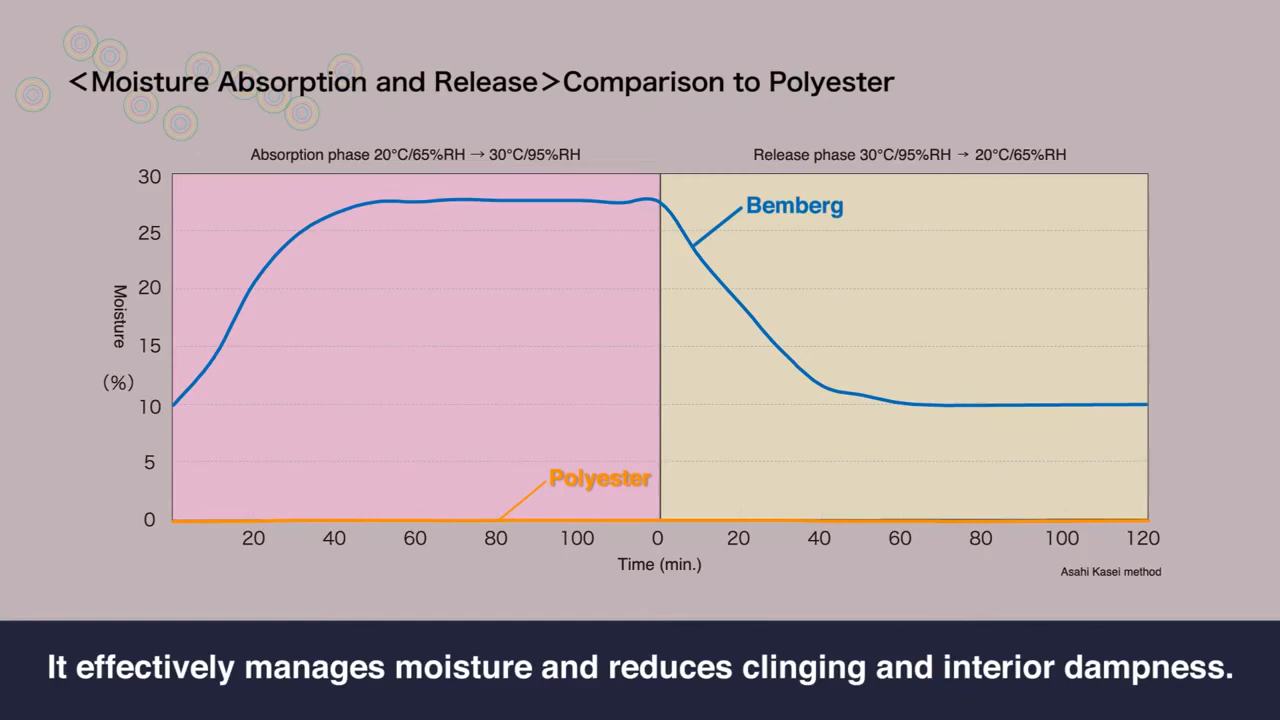 ＜Moisture Absorption and Release＞Comparison to Polyester
Absorption phase 20°C/65%RH → 30°C/95%RH
Release phase 30°C/95%RH → 20°C/65%RH
30
25
20
15
10
5
0
Moisture
（%）
Bemberg
Polyester
20 40 60 80 100 0 20 40 60 80 100 120
Time (min.)
Asahi Kasei method
It effectively manages moisture and reduces clinging and interior dampness.